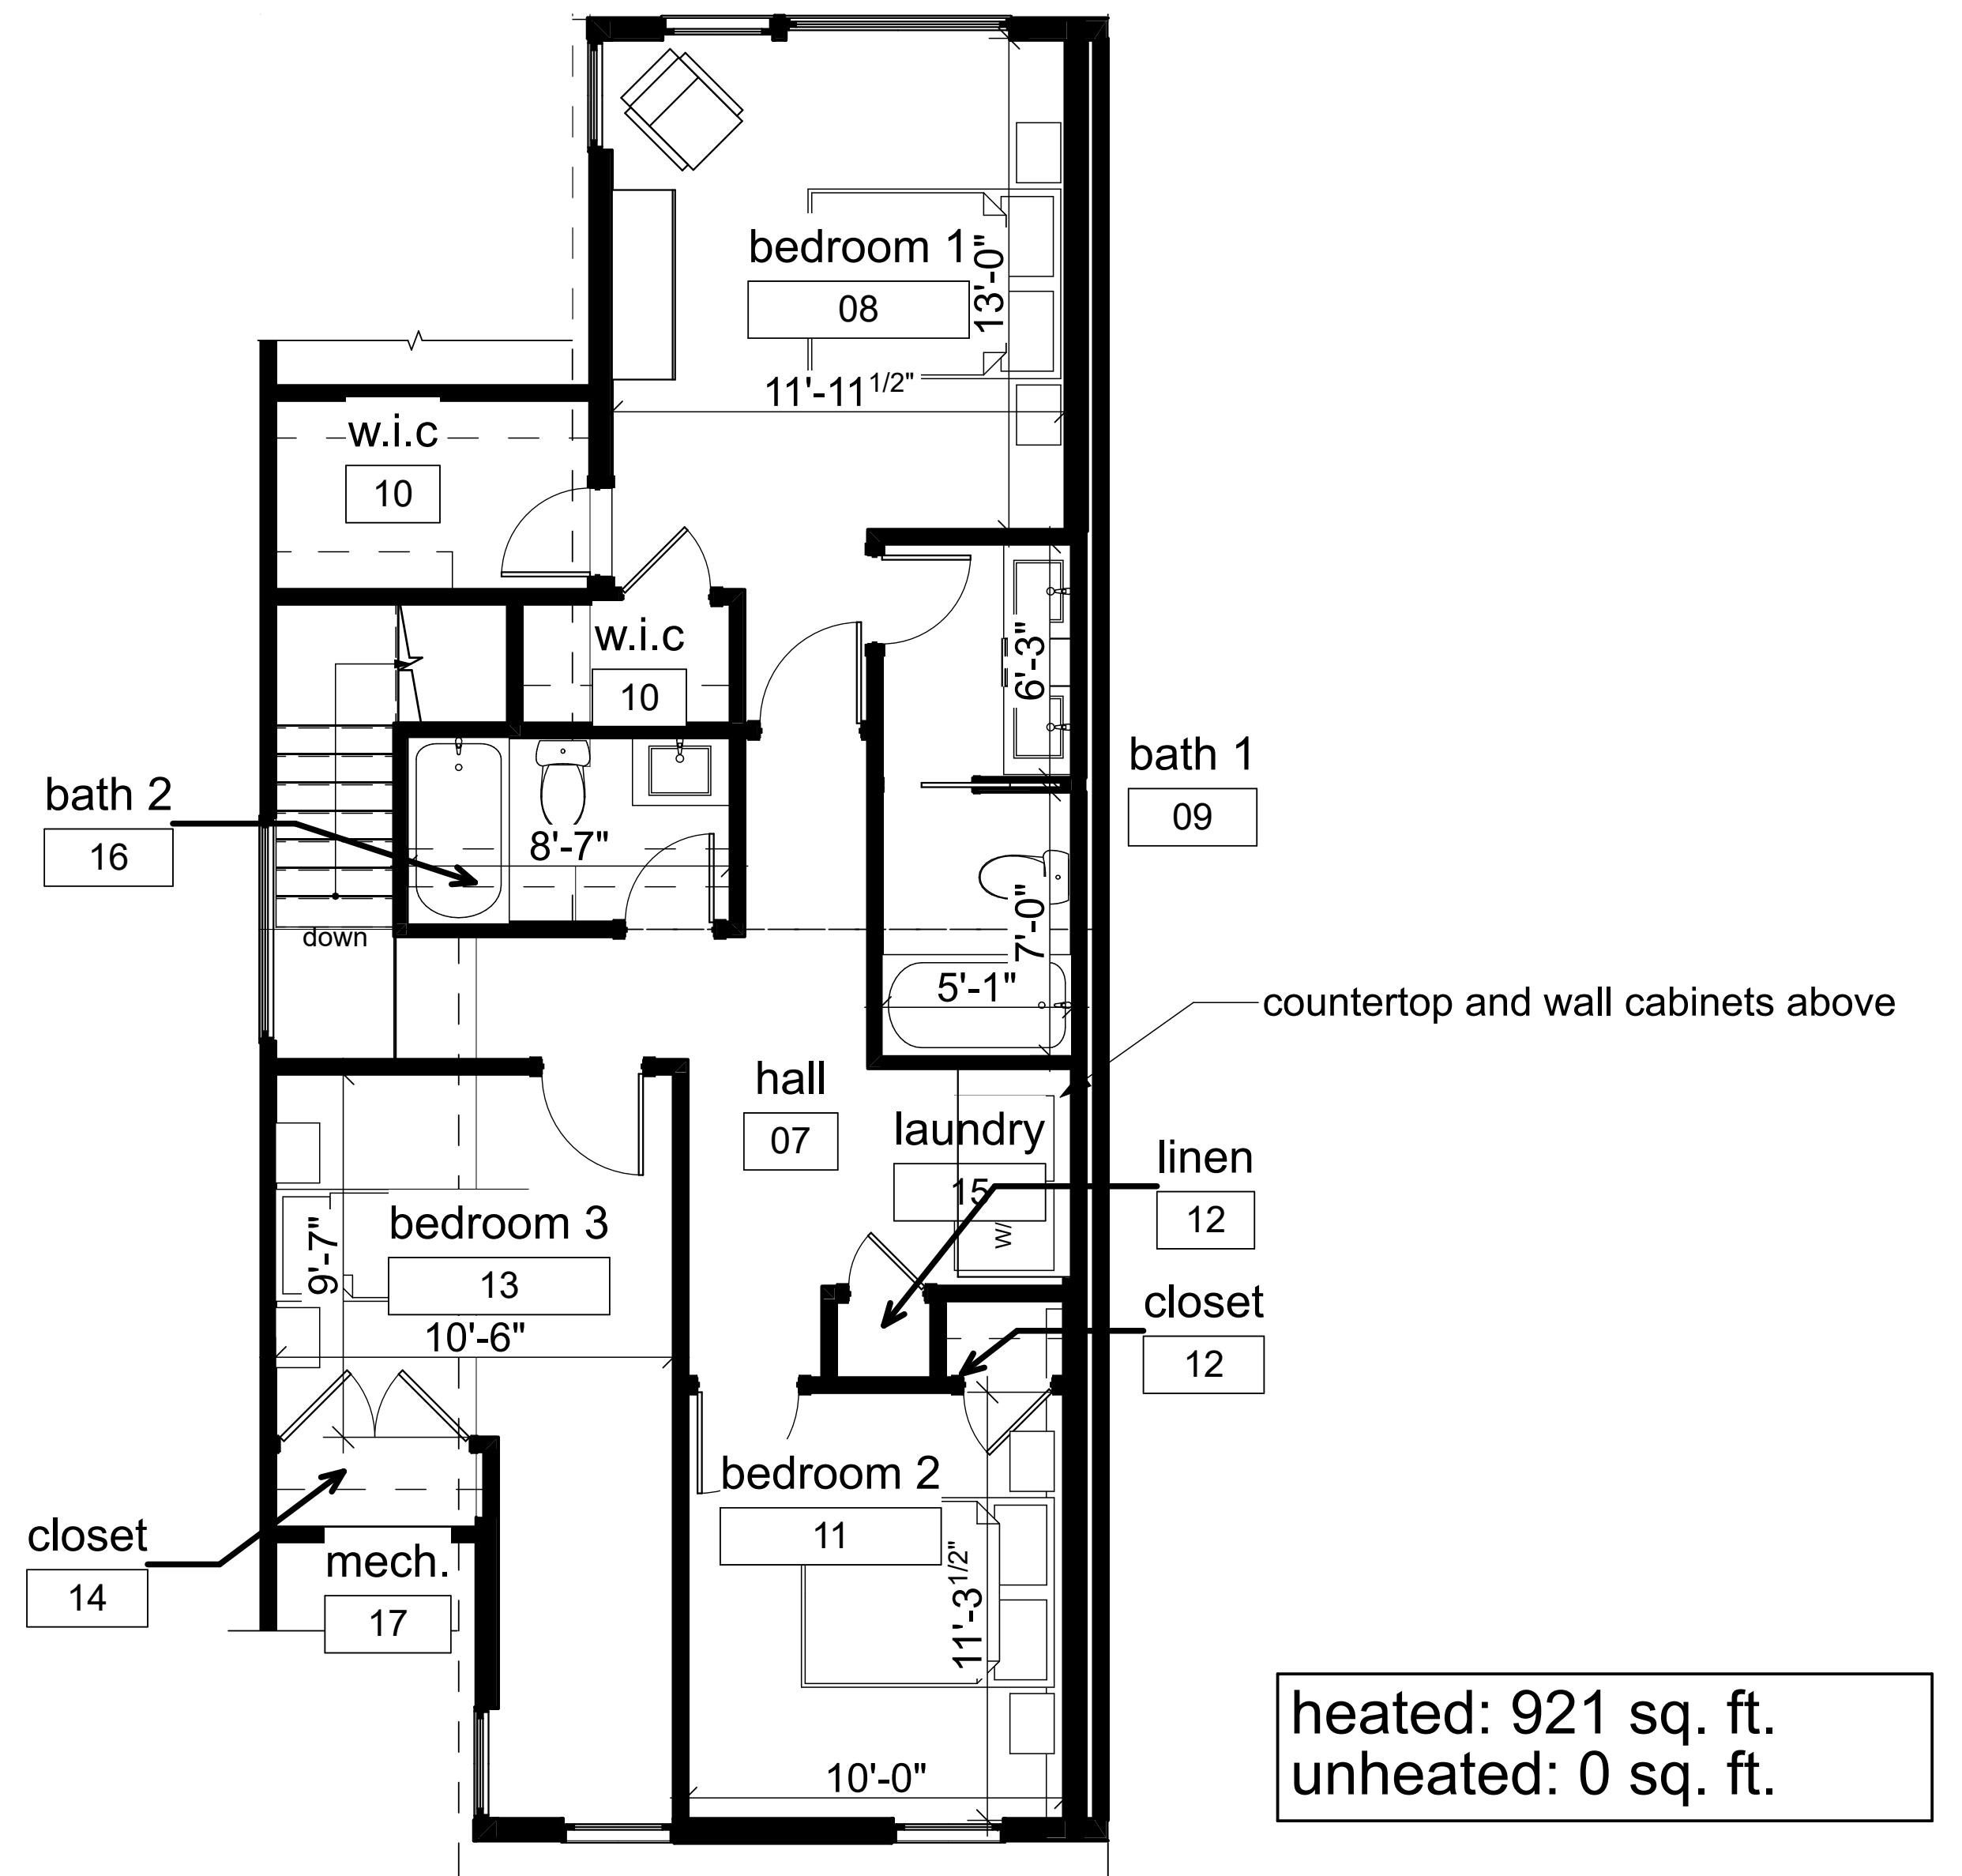 bedroom 1
08
13'-0"
11'-11 1/2"
w.i.c
10
w.i.c
10
6'-3"
bath 1
09
bath 2
16
8'-7"
down
7'-0"
5'-1"
countertop and wall cabinets above
hall
07
laundry
15
W/
linen
12
bedroom 3
13
9'-7"
10'-6"
closet
12
bedroom 2
11
11'-3 1/2"
closet
14
mech.
17
10'-0"
heated: 921 sq. ft.
unheated: 0 sq. ft.